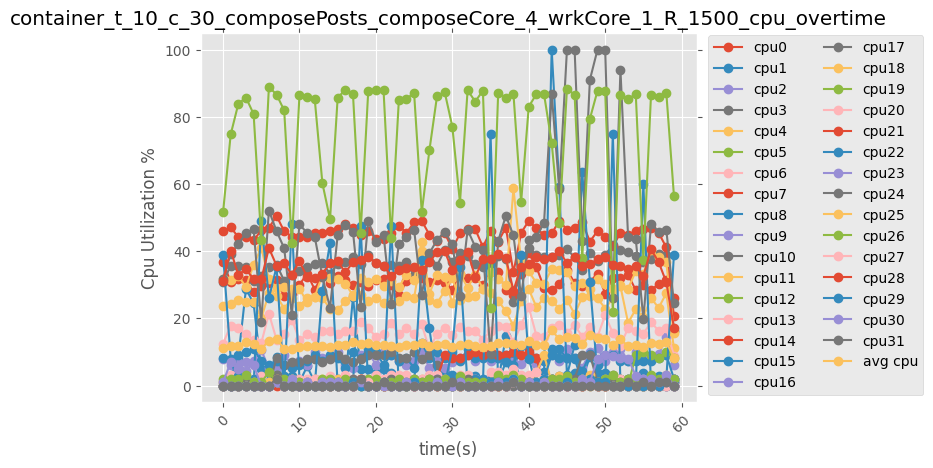 container_t_10_c_30_composePosts_composeCore_4_wrkCore_1_R_1500_cpu_overtime
100
80
60
40
20
0
Cpu Utilization %
0 10 20 30 40 50 60
time(s)
cpu0 cpu17
cpu1 cpu18
cpu2 cpu19
cpu3 cpu20
cpu4 cpu21
cpu5 cpu22
cpu6 cpu23
cpu7 cpu24
cpu8 cpu25
cpu9 cpu26
cpu10 cpu27
cpu11 cpu28
cpu12 cpu29
cpu13 cpu30
cpu14 cpu31
cpu15 avg cpu
cpu16